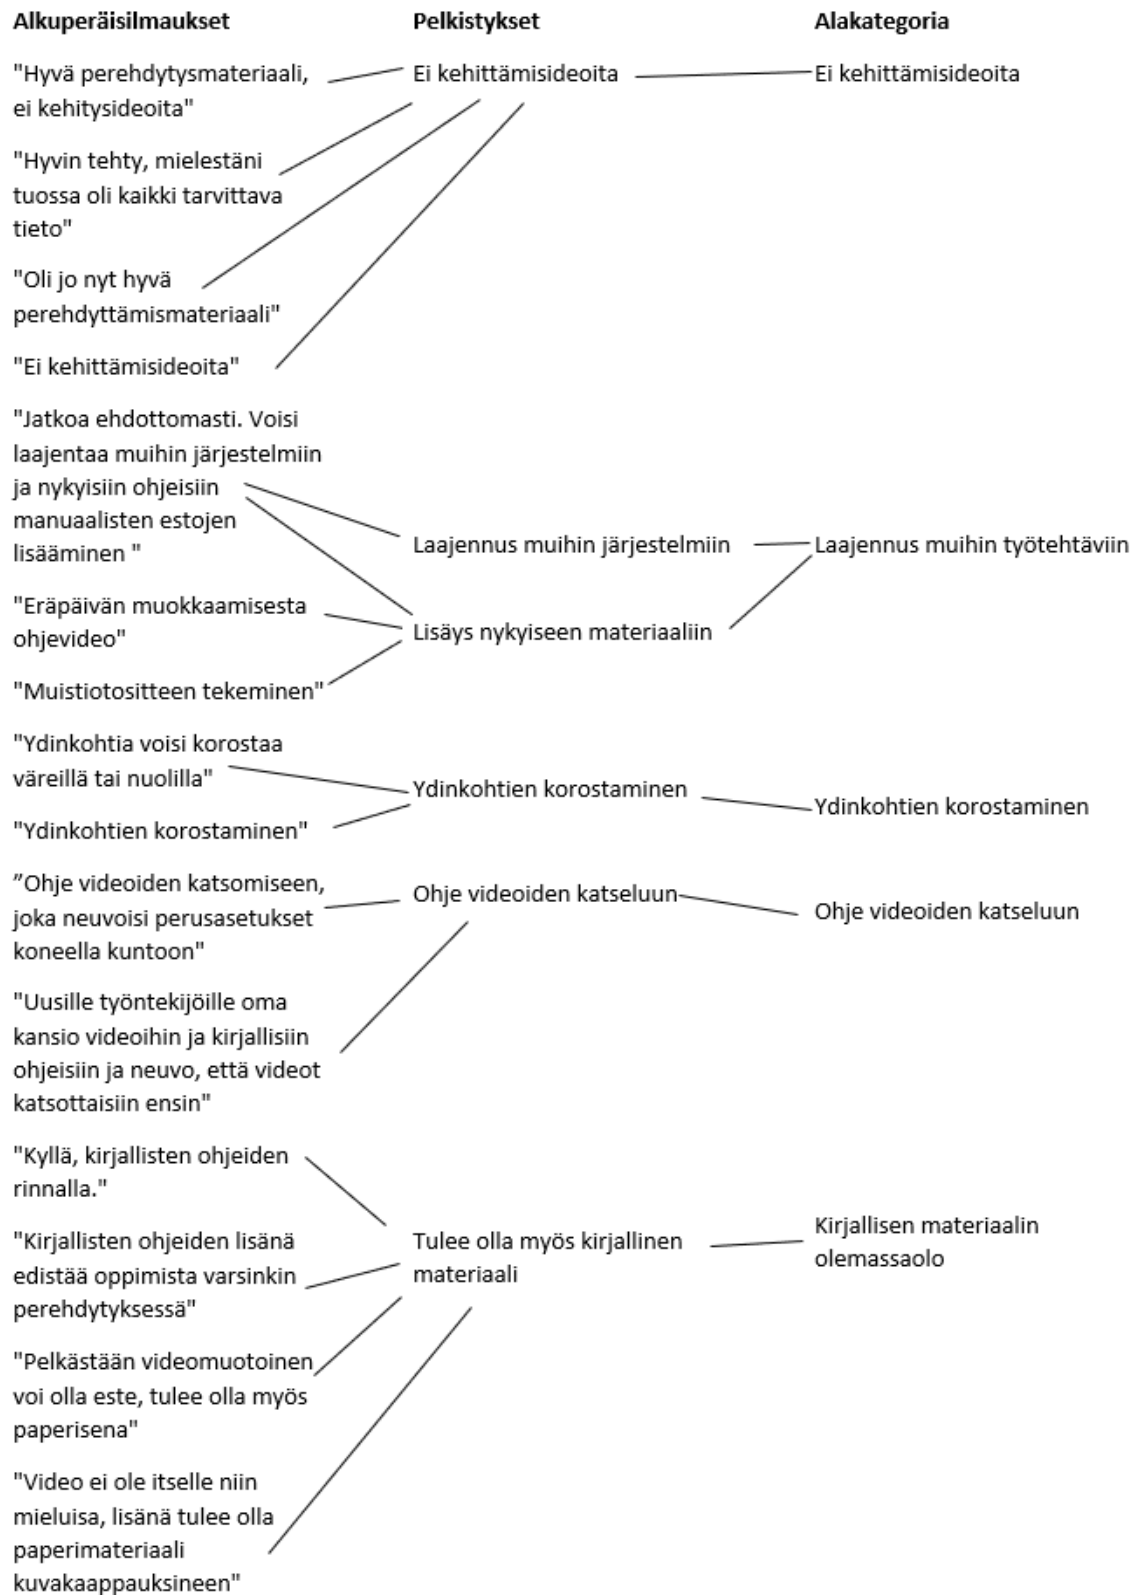 Alkuperäisilmaukset
Pelkistykset
Alakategoria
"Hyvä perehdytysmateriaali,
ei kehitysideoita"
Ei kehittämisideoita
Ei kehittämisideoita
"Hyvin tehty, mielestäni
tuossa oli kaikki tarvittava
tieto"
"Oli jo nyt hyvä
perehdyttämismateriaali"
"Ei kehittämisideoita"
"Jatkoa ehdottomasti. Voisi
laajentaa muihin järjestelmiin
ja nykyisiin ohjeisiin
manuaalisten estojen
lisääminen "
Laajennus muihin järjestelmiin
Laajennus muihin työtehtäviin
"Eräpäivän muokkaamisesta
ohjevideo"
Lisäys nykyiseen materiaaliin
"Muistiotositteen tekeminen"
"Ydinkohtia voisi korostaa
väreillä tai nuolilla"
Ydinkohtien korostaminen
Ydinkohtien korostaminen
"Ydinkohtien korostaminen"
”Ohje videoiden katsomiseen,
joka neuvoisi perusasetukset
koneella kuntoon"
Ohje videoiden katseluun
Ohje videoiden katseluun
"Uusille työntekijöille oma
kansio videoihin ja kirjallisiin
ohjeisiin ja neuvo, että videot
katsottaisiin ensin"
"Kyllä, kirjallisten ohjeiden
rinnalla."
"Kirjallisten ohjeiden lisänä
edistää oppimista varsinkin
perehdytyksessä"
Tulee olla myös kirjallinen
materiaali
Kirjallisen materiaalin
olemassaolo
"Pelkästään videomuotoinen
voi olla este, tulee olla myös
paperisena"
"Video ei ole itselle niin
mieluisa, lisänä tulee olla
paperimateriaali
kuvakaappauksineen"